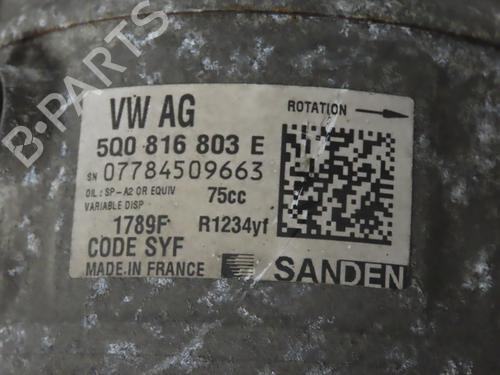 B-PARTS
VW AG
ROTATION
5Q0 816 803 E
SN 07784509663
OIL : SP-A2 OR EQUIV 75cc
VARIABLE DISP
1789F R1234yf
CODE SYF
MADE IN FRANCE SANDEN